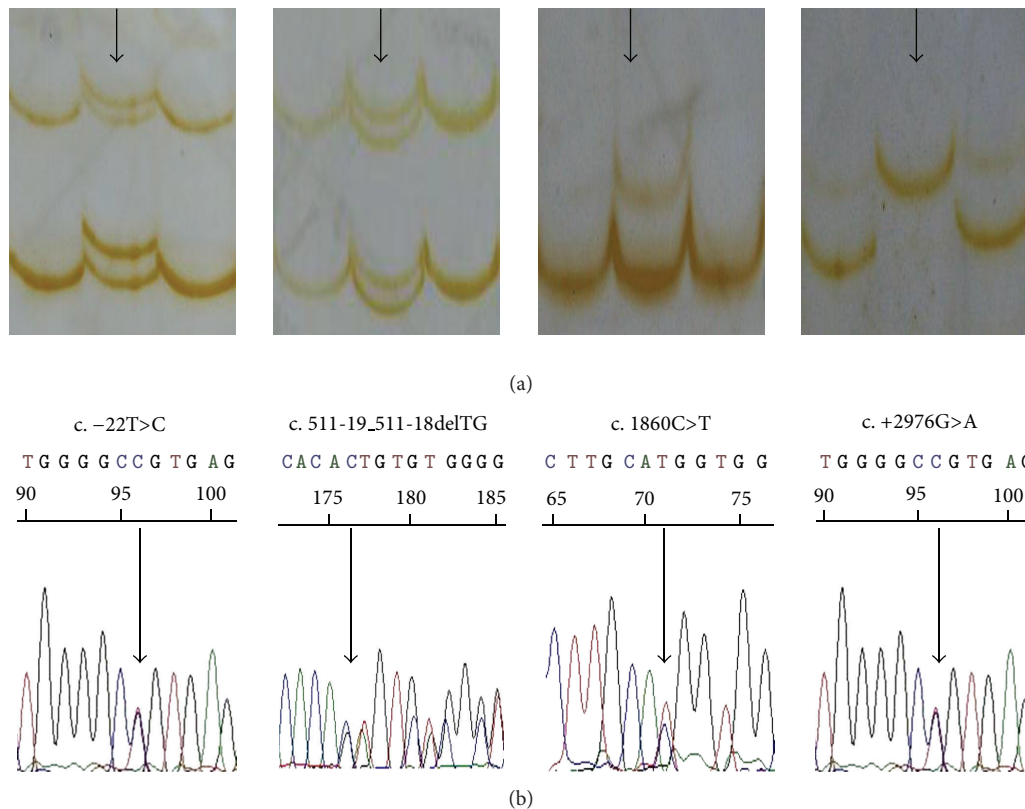 (a)
c. −22T>C
c. 511-19_511-18delTG
c. 1860C>T
c. +2976G>A
T G G G G C C G T G A G
C A C A C T G T G T G G G G
C T T G C A T G G T G G
T G G G G C C G T G A G
90 95 100
175 180 185
65 70 75
90 95 100
(b)